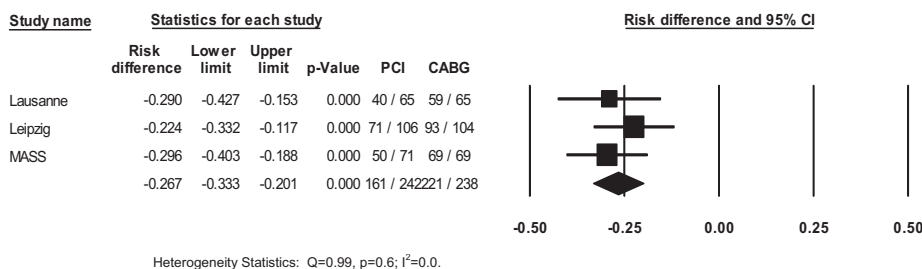 Study name Statistics for each study Risk difference and 95% CI
Risk Lower Upper
difference limit limit p-Value PCI CABG
Lausanne -0.290 -0.427 -0.153 0.000 40 / 65 59 / 65
Leipzig -0.224 -0.332 -0.117 0.000 71 / 106 93 / 104
MASS -0.296 -0.403 -0.188 0.000 50 / 71 69 / 69
-0.267 -0.333 -0.201 0.000 161 / 242221 / 238
-0.50 -0.25 0.00 0.25 0.50
Heterogeneity Statistics: Q=0.99, p=0.6; I²=0.0.